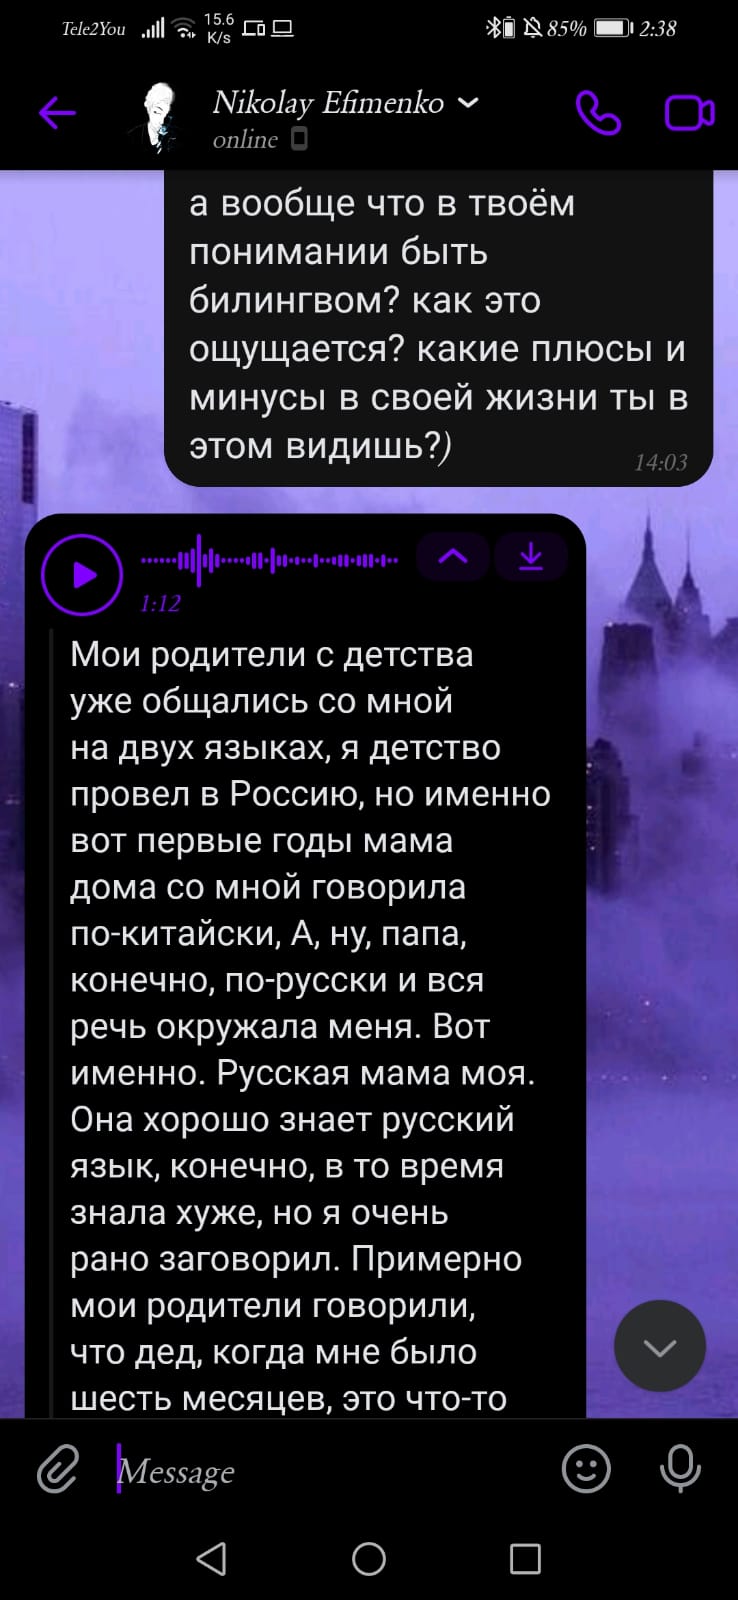 Tele2You 15.6 K/s 85% 2:38
Nikolay Efimenko
online
а вообще что в твоём
понимании быть
билингвом? как это
ощущается? какие плюсы и
минусы в своей жизни ты в
этом видишь?)
14:03
1:12
Мои родители с детства
уже общались со мной
на двух языках, я детство
провел в Россию, но именно
вот первые годы мама
дома со мной говорила
по-китайски, А, ну, папа,
конечно, по-русски и вся
речь окружала меня. Вот
именно. Русская мама моя.
Она хорошо знает русский
язык, конечно, в то время
знала хуже, но я очень
рано заговорил. Примерно
мои родители говорили,
что дед, когда мне было
шесть месяцев, это что-то
Message